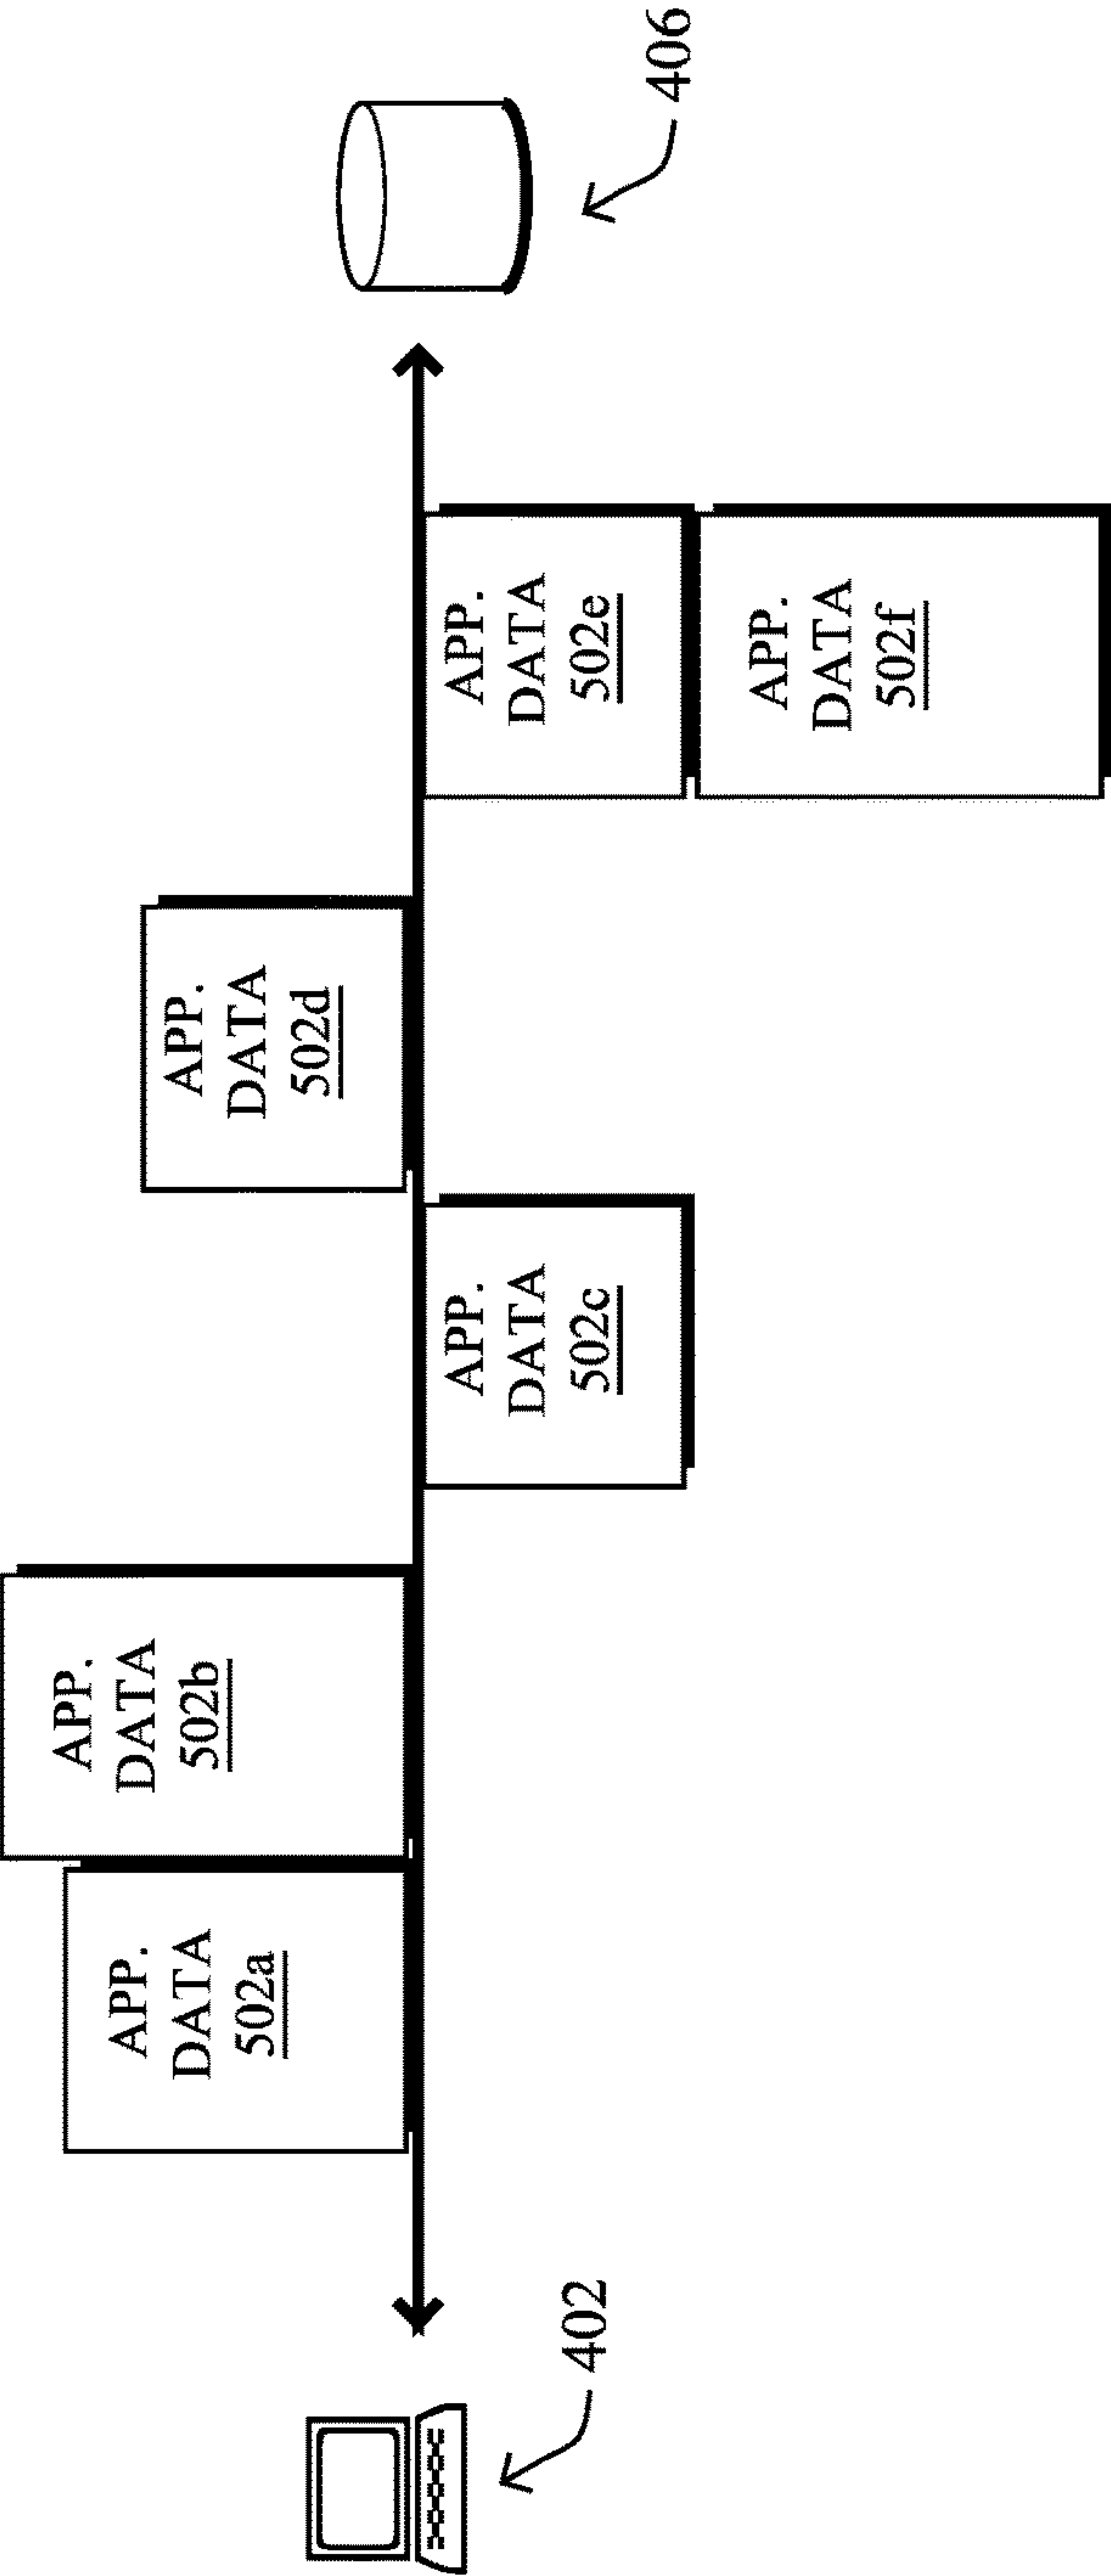 402
APP.
DATA
502a
APP.
DATA
502b
APP.
DATA
502c
APP.
DATA
502d
APP.
DATA
502e
APP.
DATA
502f
406